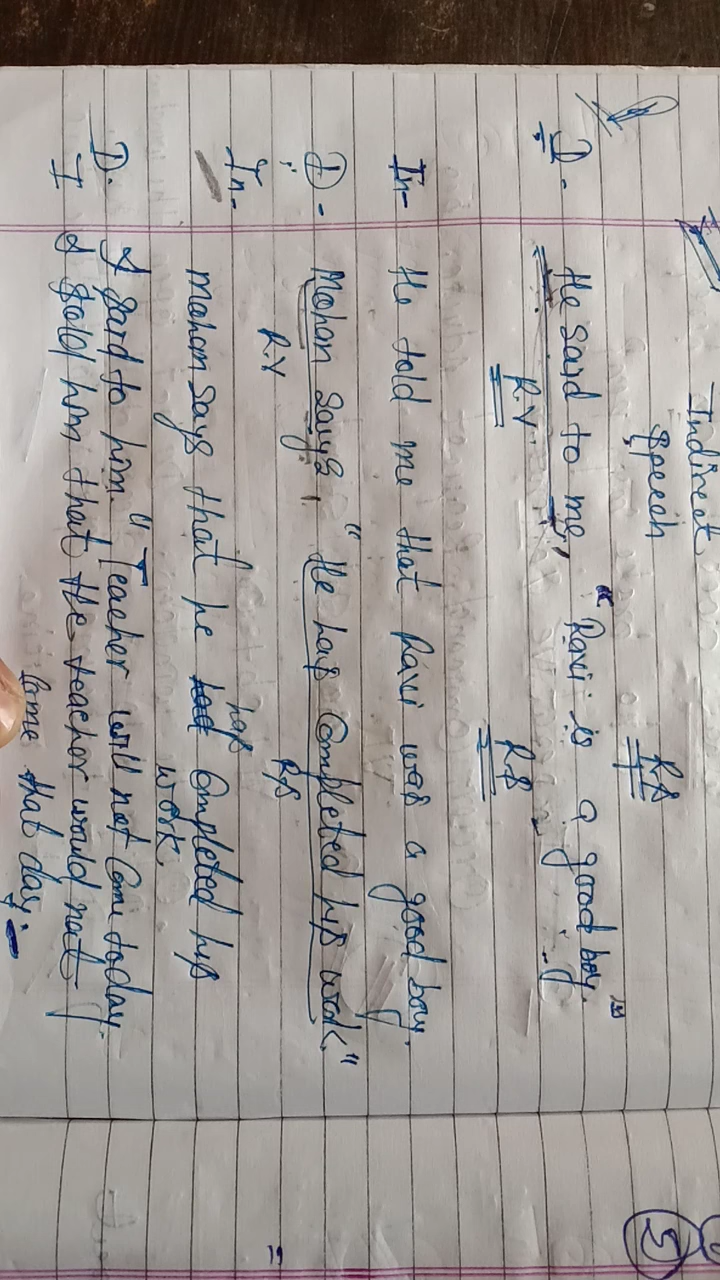 Indirect
Speech
R.S
D. - He said to me, "Ravi is a good boy."
R.V R.S
In- He told me that Ravi was a good boy.
D - Mohan says, "He has Completed his work."
R.V R.S
In- Mohan says that he has Completed his
work.
D. I said to him "Teacher will not Come today.
I I told him that the teacher would not
Come that day.
5